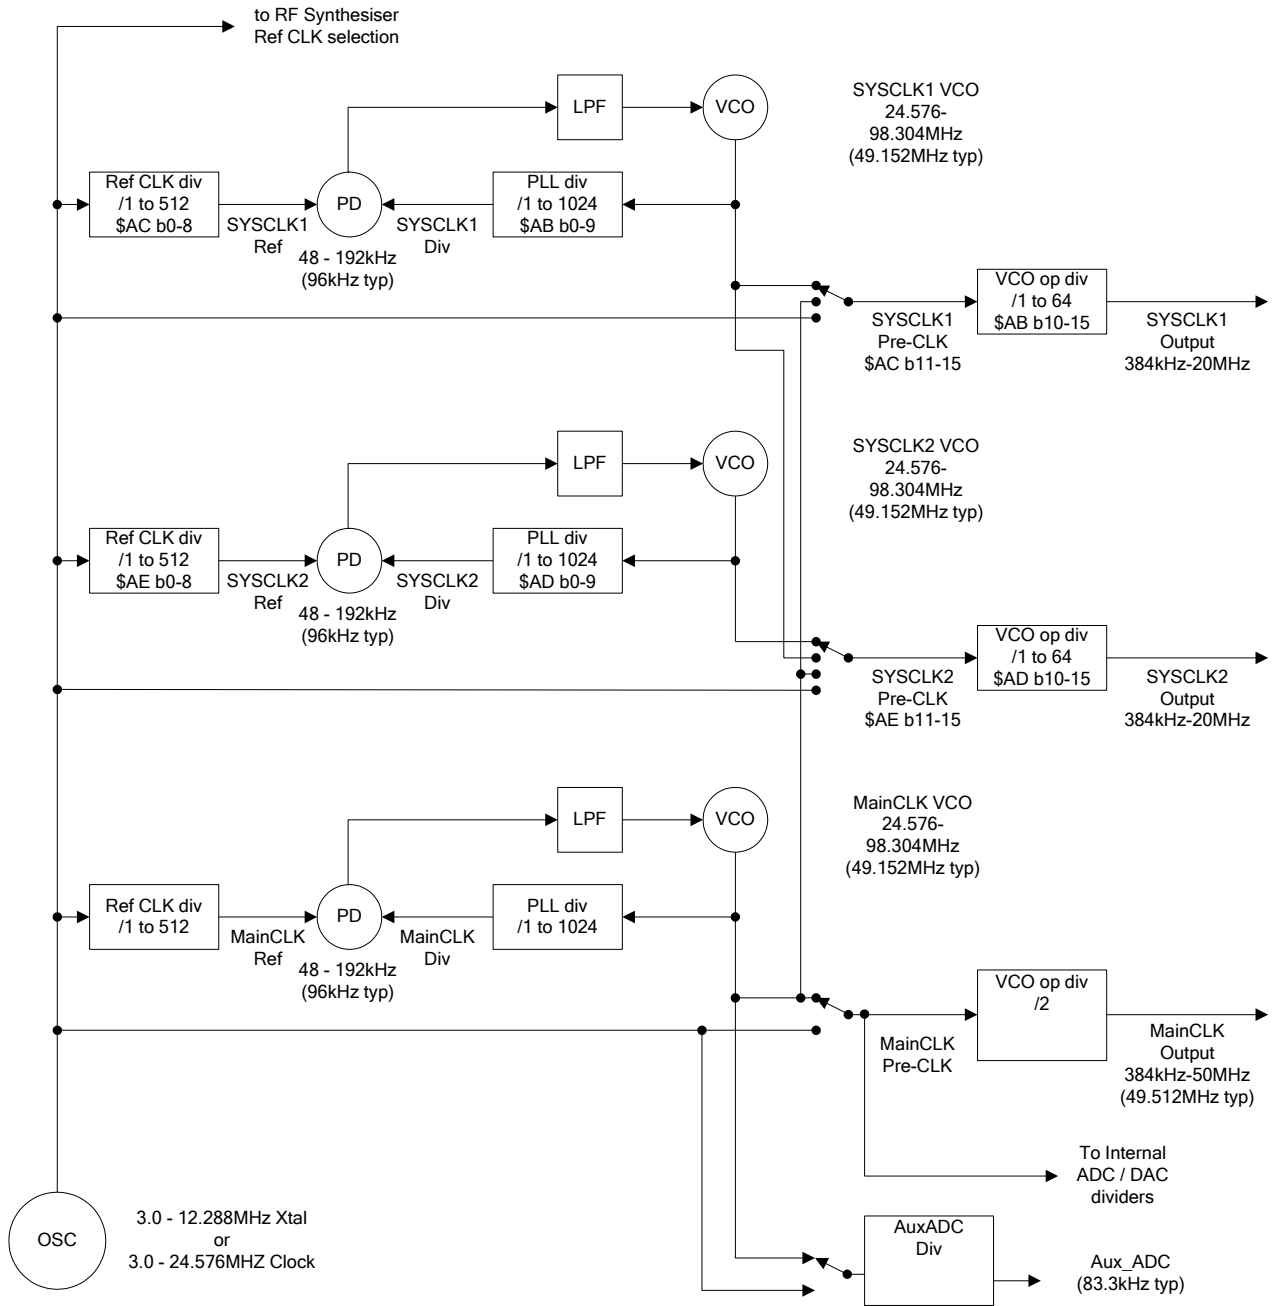 to RF Synthesiser
Ref CLK selection
LPF
VCO
SYSCLK1 VCO
24.576-
98.304MHz
(49.152MHz typ)
Ref CLK div
/1 to 512
$AC b0-8
SYSCLK1
Ref
PD
48 - 192kHz
(96kHz typ)
SYSCLK1
Div
PLL div
/1 to 1024
$AB b0-9
SYSCLK1
Pre-CLK
$AC b11-15
VCO op div
/1 to 64
$AB b10-15
SYSCLK1
Output
384kHz-20MHz
LPF
VCO
SYSCLK2 VCO
24.576-
98.304MHz
(49.152MHz typ)
Ref CLK div
/1 to 512
$AE b0-8
SYSCLK2
Ref
PD
48 - 192kHz
(96kHz typ)
SYSCLK2
Div
PLL div
/1 to 1024
$AD b0-9
SYSCLK2
Pre-CLK
$AE b11-15
VCO op div
/1 to 64
$AD b10-15
SYSCLK2
Output
384kHz-20MHz
LPF
VCO
MainCLK VCO
24.576-
98.304MHz
(49.152MHz typ)
Ref CLK div
/1 to 512
MainCLK
Ref
PD
48 - 192kHz
(96kHz typ)
MainCLK
Div
PLL div
/1 to 1024
MainCLK
Pre-CLK
VCO op div
/2
MainCLK
Output
384kHz-50MHz
(49.512MHz typ)
To Internal
ADC / DAC
dividers
OSC
3.0 - 12.288MHz Xtal
or
3.0 - 24.576MHZ Clock
AuxADC
Div
Aux_ADC
(83.3kHz typ)